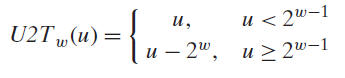 U2T_w(u) = { u, u < 2^{w−1}
u − 2^w, u ≥ 2^{w−1}